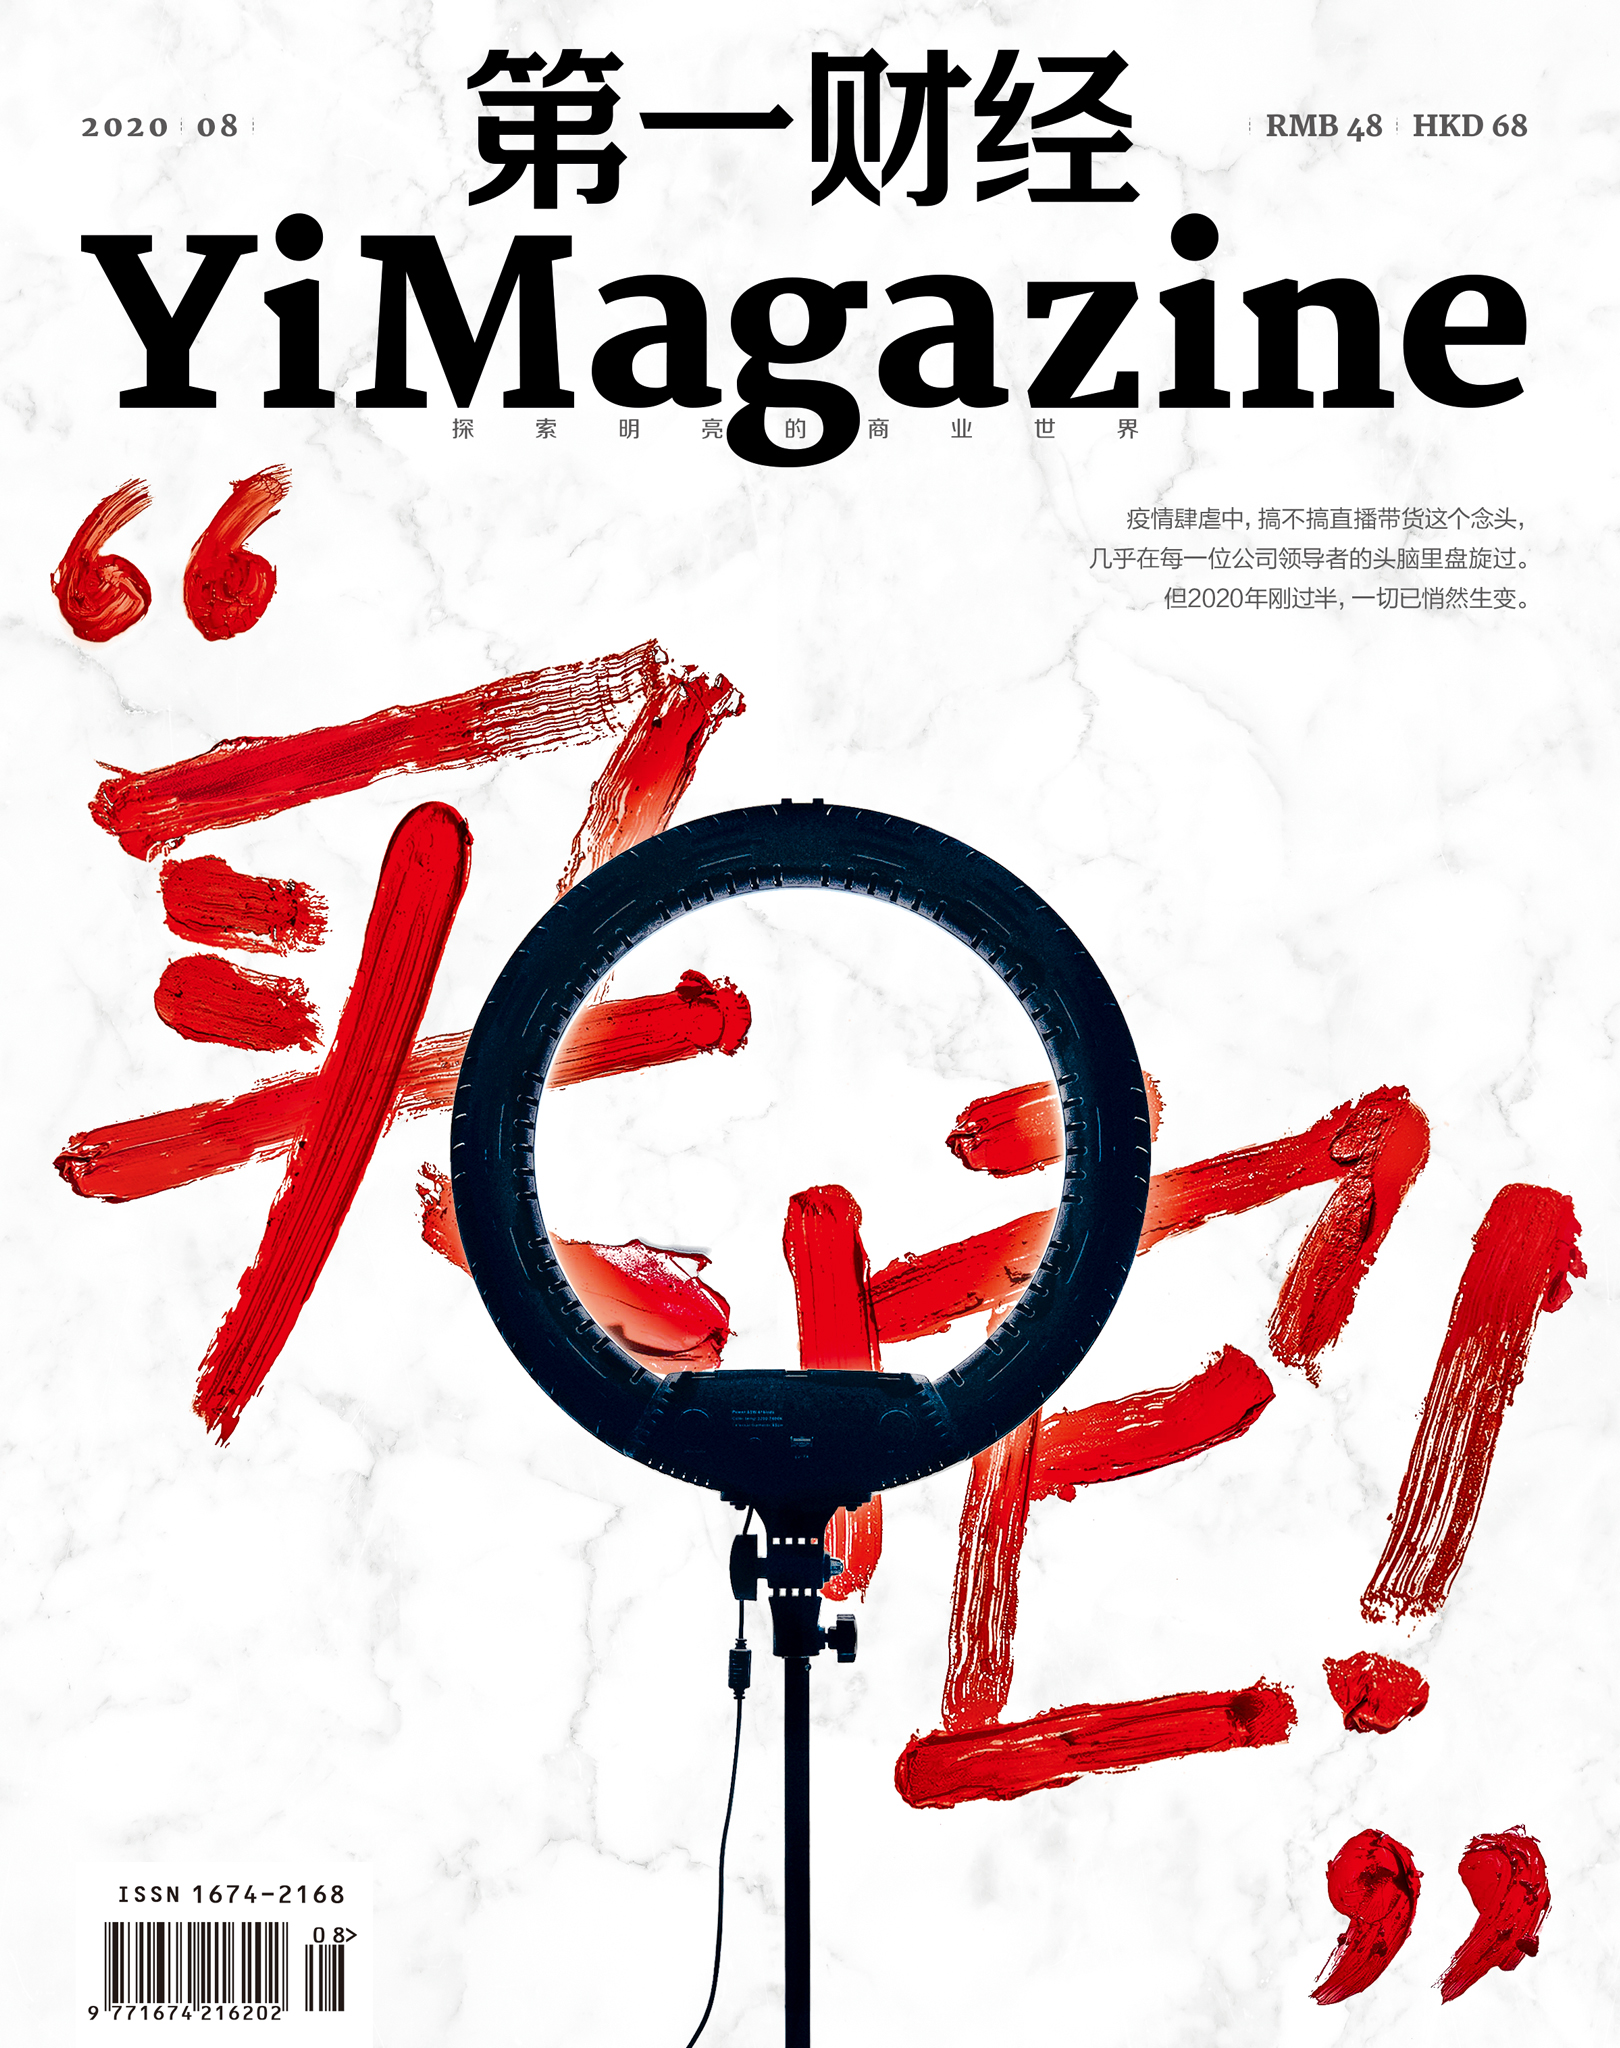 第一财经
2020 08
RMB 48 HKD 68
YiMagazine
探索明亮的商业世界
疫情肆虐中，搞不搞直播带货这个念头，
几乎在每一位公司领导者的头脑里盘旋过。
但2020年刚过半，一切已悄然生变。
“买它！”
ISSN 1674-2168
08>
9 771674 216202